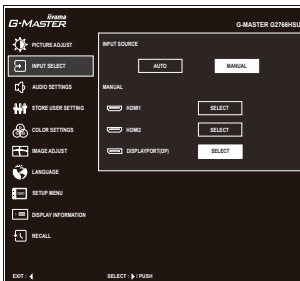 iiyama
G-MASTER
G-MASTER G2766HSU
PICTURE ADJUST
INPUT SOURCE
INPUT SELECT
AUTO
MANUAL
AUDIO SETTINGS
MANUAL
STORE USER SETTING
HDMI1
SELECT
COLOR SETTINGS
HDMI2
SELECT
IMAGE ADJUST
DISPLAYPORT(DP)
SELECT
LANGUAGE
OSD
SETUP MENU
DISPLAY INFORMATION
RECALL
EXIT :
SELECT : / PUSH